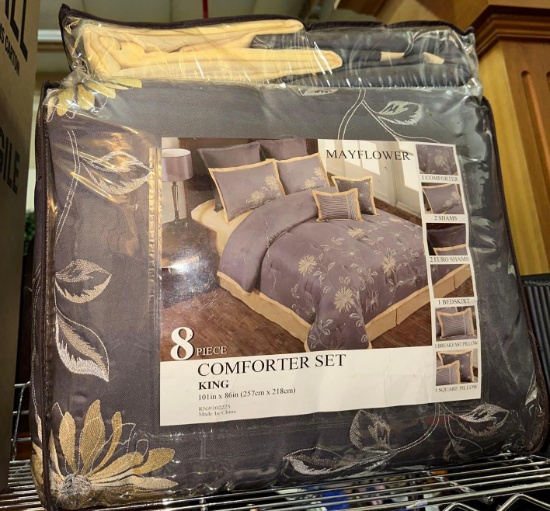 MAYFLOWER
1 COMFORTER
2 SHAMS
2 EURO SHAMS
1 BEDSKIRT
1 BREAKFAST PILLOW
1 SQUARE PILLOW
8 PIECE
COMFORTER SET
KING
101in x 86in (257cm x 218cm)
Made in China